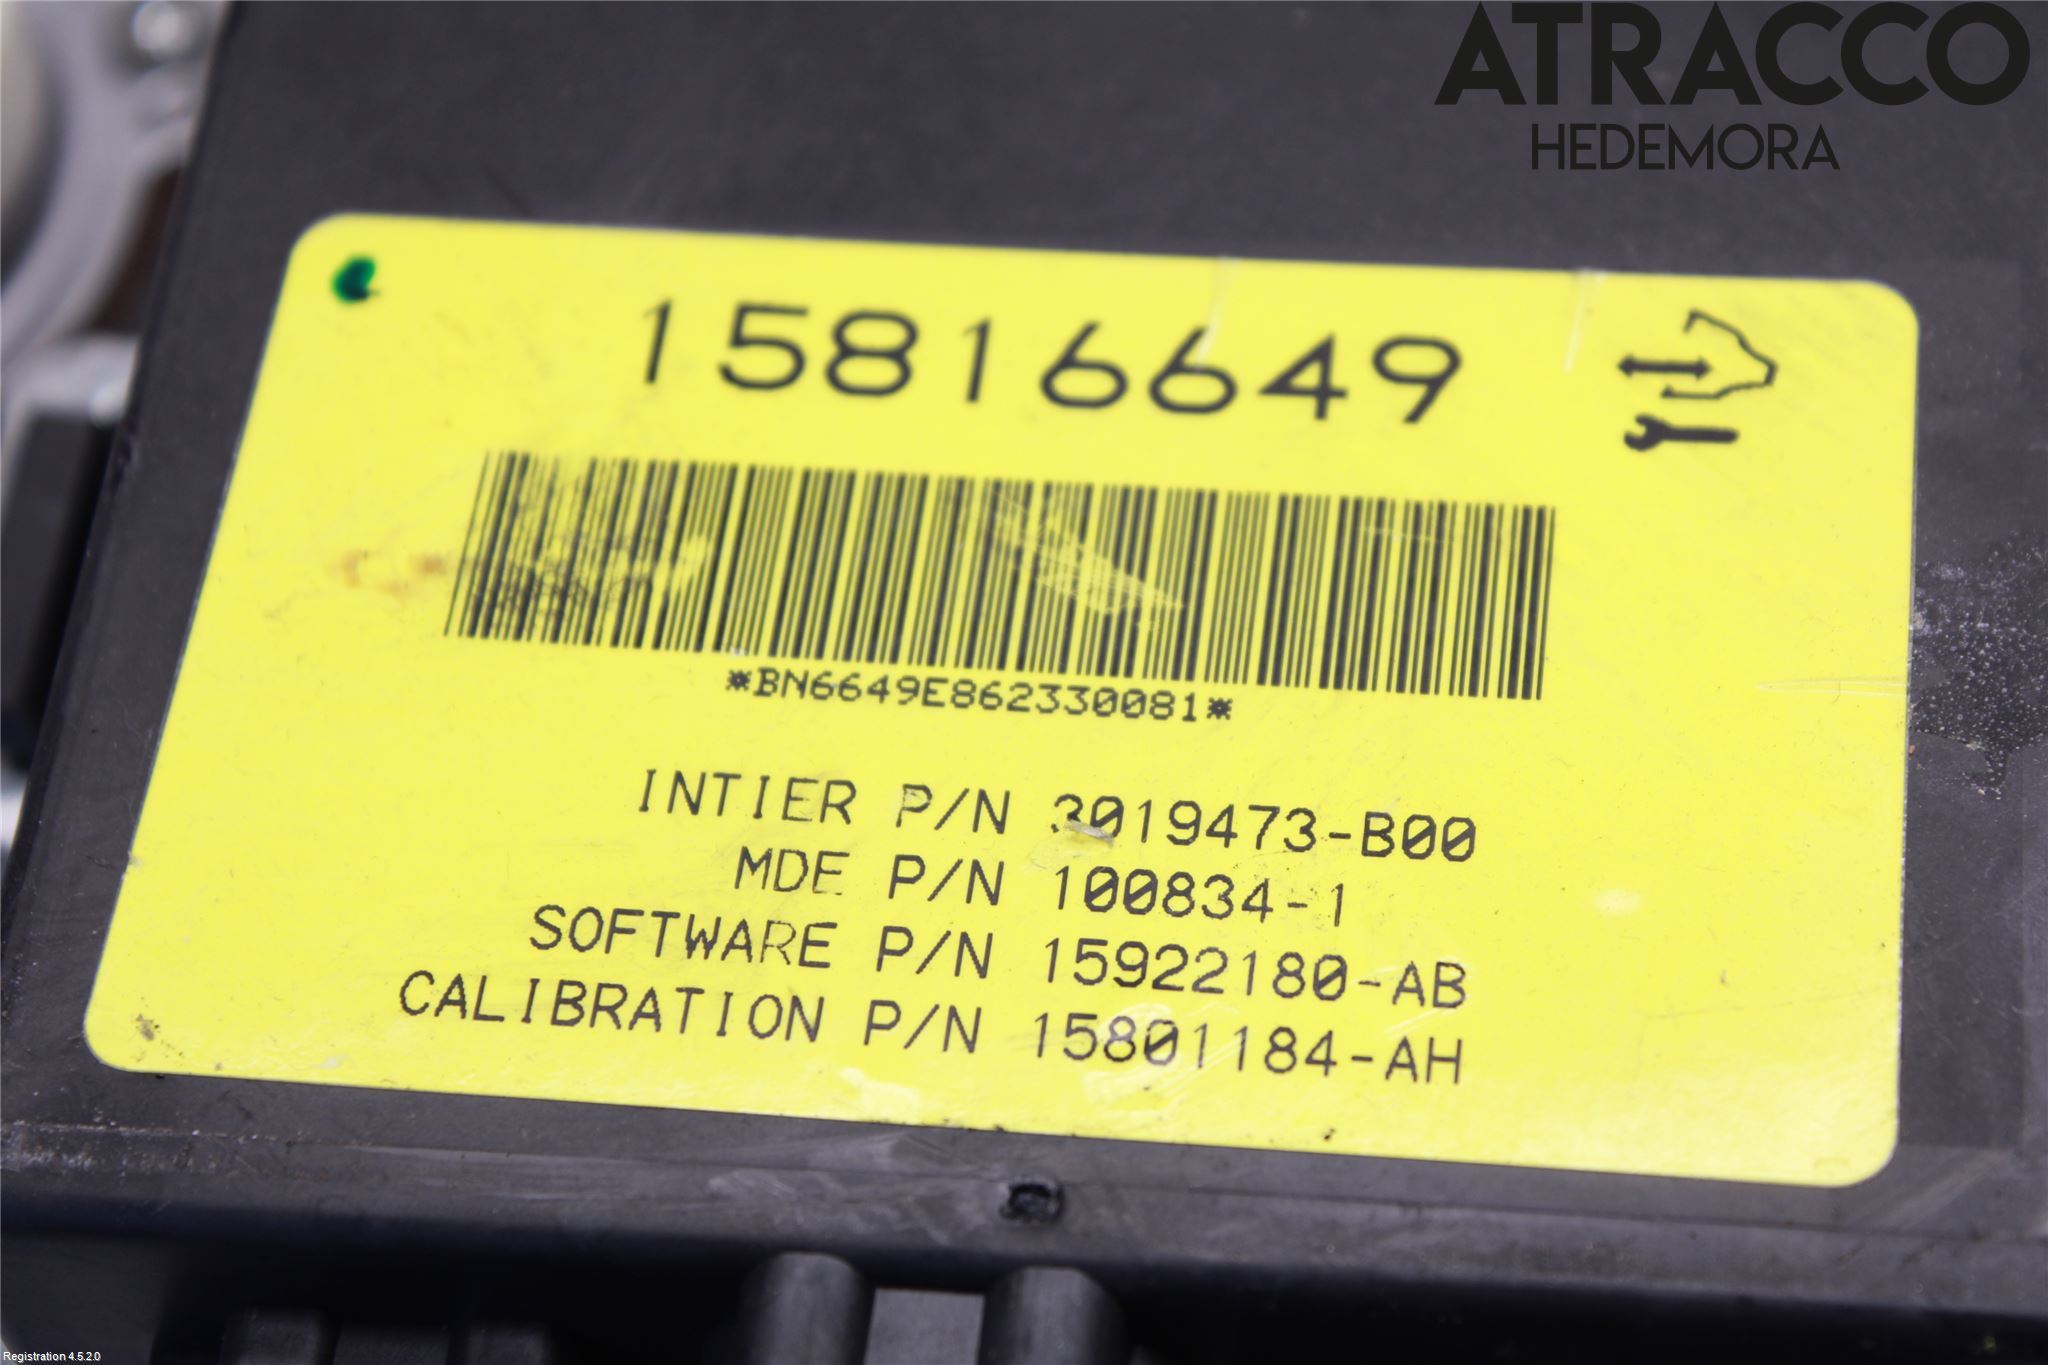 ATRACCO
HEDEMORA
15816649
*BN6649E862330081*
INTIER P/N 3019473-B00
MDE P/N 100834-1
SOFTWARE P/N 15922180-AB
CALIBRATION P/N 15801184-AH
Registration 4.5.2.0